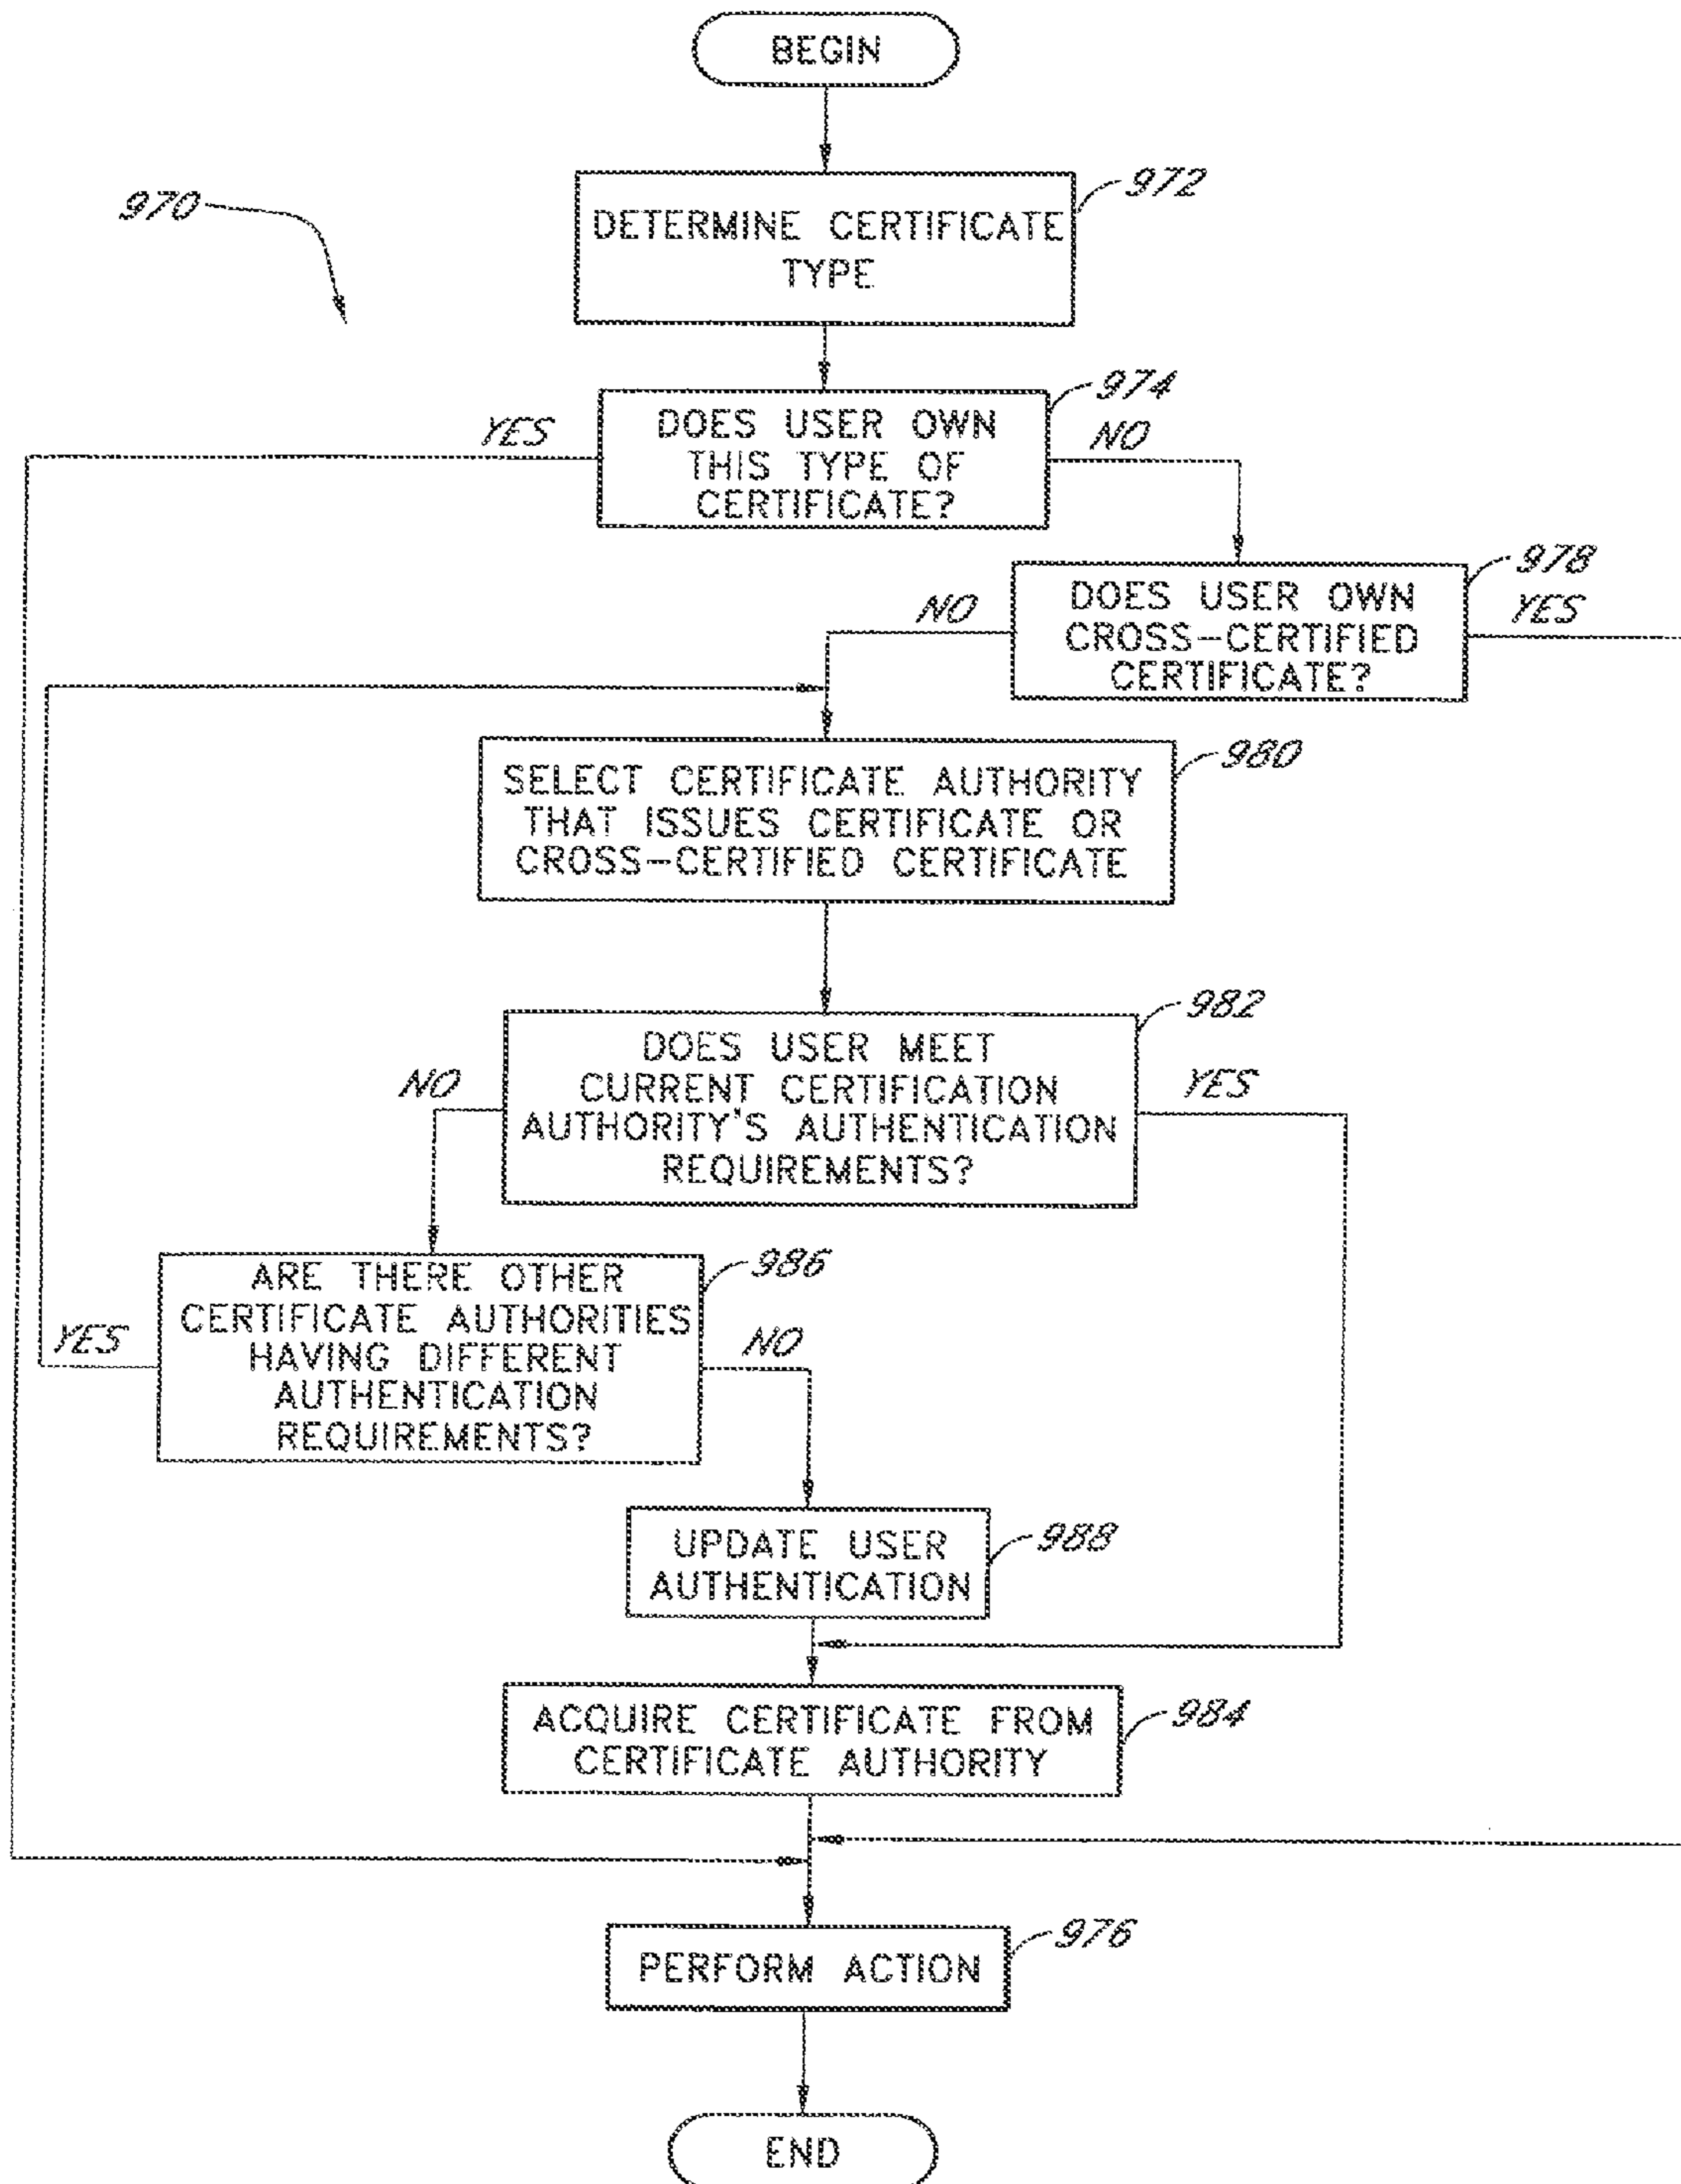 BEGIN
970
972
DETERMINE CERTIFICATE
TYPE
974
YES
DOES USER OWN
THIS TYPE OF
CERTIFICATE?
NO
978
NO
DOES USER OWN
CROSS-CERTIFIED
CERTIFICATE?
YES
980
SELECT CERTIFICATE AUTHORITY
THAT ISSUES CERTIFICATE OR
CROSS-CERTIFIED CERTIFICATE
982
NO
DOES USER MEET
CURRENT CERTIFICATION
AUTHORITY'S AUTHENTICATION
REQUIREMENTS?
YES
986
YES
ARE THERE OTHER
CERTIFICATE AUTHORITIES
HAVING DIFFERENT
AUTHENTICATION
REQUIREMENTS?
NO
988
UPDATE USER
AUTHENTICATION
984
ACQUIRE CERTIFICATE FROM
CERTIFICATE AUTHORITY
976
PERFORM ACTION
END